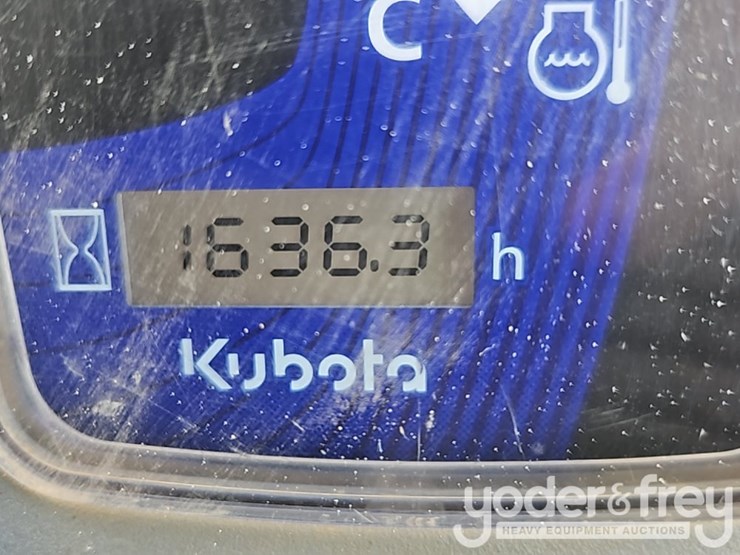 C
1636.3 h
Kubota
yoder&frey
HEAVY EQUIPMENT AUCTIONS